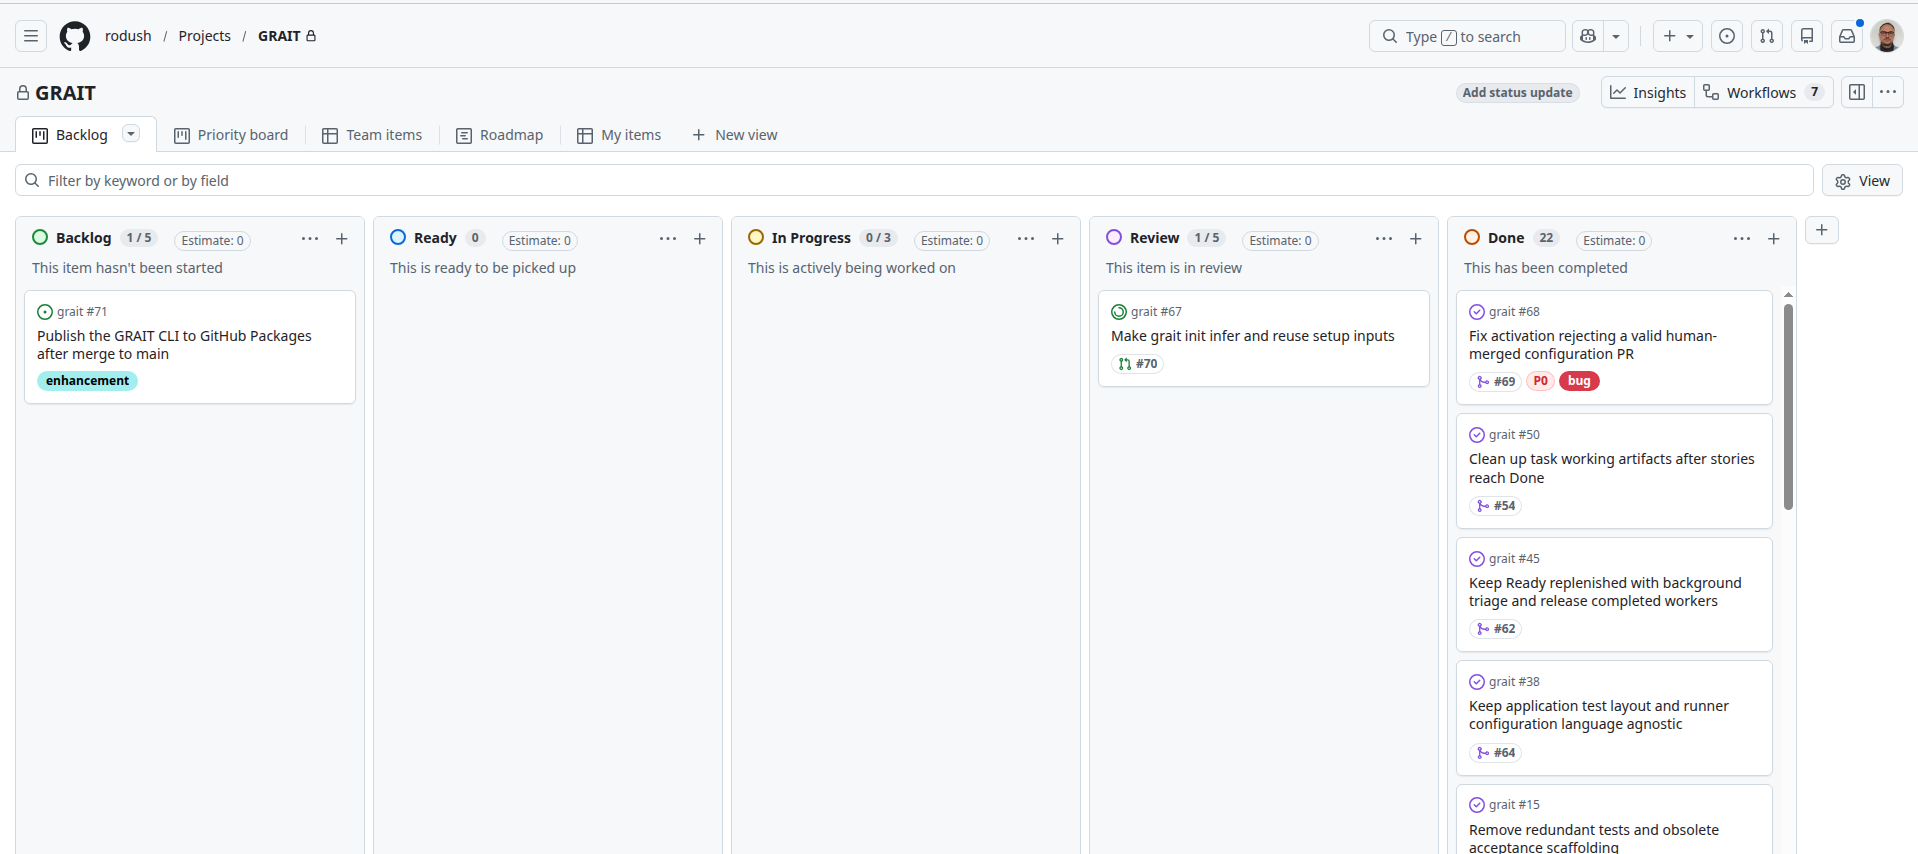 rodush / Projects / GRAIT
Type / to search
GRAIT
Add status update
Insights
Workflows 7
Backlog
Priority board
Team items
Roadmap
My items
New view
Filter by keyword or by field
View
Backlog 1 / 5 Estimate: 0
This item hasn't been started
grait #71
Publish the GRAIT CLI to GitHub Packages
after merge to main
enhancement
Ready 0 Estimate: 0
This is ready to be picked up
In Progress 0 / 3 Estimate: 0
This is actively being worked on
Review 1 / 5 Estimate: 0
This item is in review
grait #67
Make grait init infer and reuse setup inputs
#70
Done 22 Estimate: 0
This has been completed
grait #68
Fix activation rejecting a valid human-
merged configuration PR
#69 P0 bug
grait #50
Clean up task working artifacts after stories
reach Done
#54
grait #45
Keep Ready replenished with background
triage and release completed workers
#62
grait #38
Keep application test layout and runner
configuration language agnostic
#64
grait #15
Remove redundant tests and obsolete
acceptance scaffolding